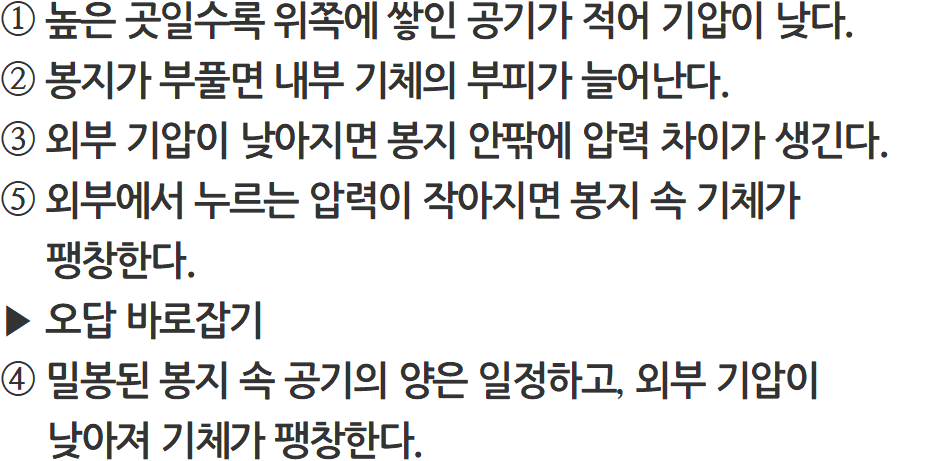 ① 높은 곳일수록 위쪽에 쌓인 공기가 적어 기압이 낮다.
② 봉지가 부풀면 내부 기체의 부피가 늘어난다.
③ 외부 기압이 낮아지면 봉지 안팎에 압력 차이가 생긴다.
⑤ 외부에서 누르는 압력이 작아지면 봉지 속 기체가
팽창한다.
▶ 오답 바로잡기
④ 밀봉된 봉지 속 공기의 양은 일정하고, 외부 기압이
낮아져 기체가 팽창한다.